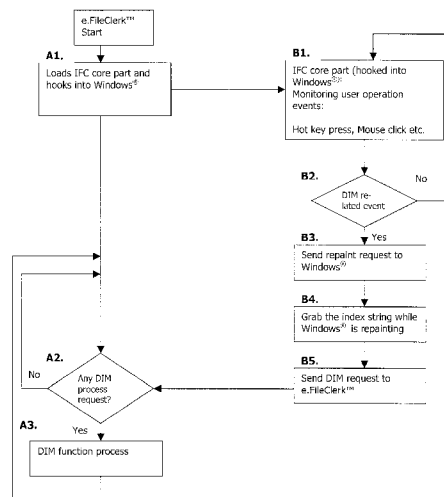 e.FileClerk™
Start
A1.
Loads IFC core part and
hooks into Windows®
B1.
IFC core part (hooked into
Windows®):
Monitoring user operation
events:
Hot key press, Mouse click etc.
B2.
DIM re-
lated event
No
Yes
B3.
Send repaint request to
Windows®
B4.
Grab the index string while
Windows® is repainting
B5.
Send DIM request to
e.FileClerk™
A2.
Any DIM
process
request?
No
Yes
A3.
DIM function process